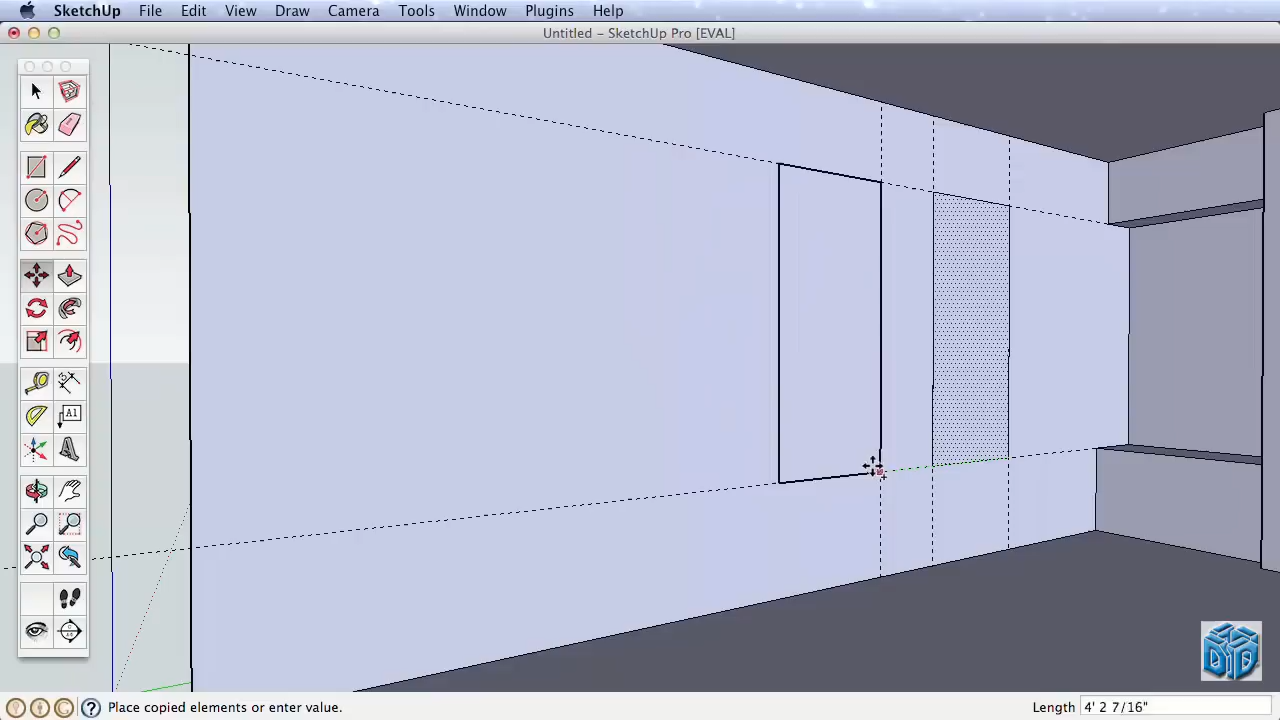 SketchUp File Edit View Draw Camera Tools Window Plugins Help
Untitled – SketchUp Pro [EVAL]
A1
Place copied elements or enter value. Length 4' 2 7/16"